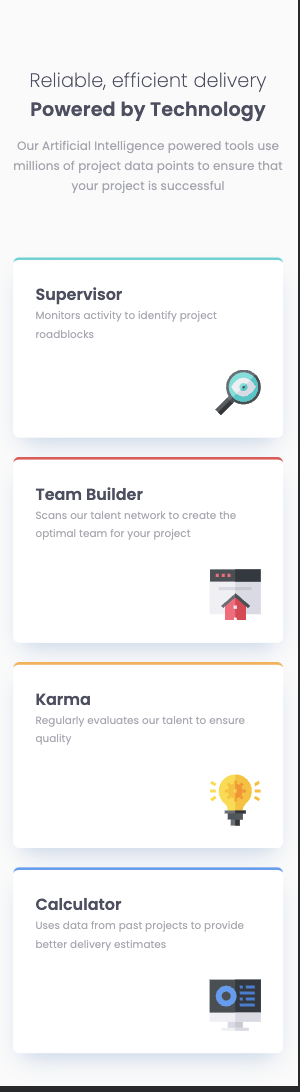 Reliable, efficient delivery
Powered by Technology
Our Artificial Intelligence powered tools use
millions of project data points to ensure that
your project is successful
Supervisor
Monitors activity to identify project
roadblocks
Team Builder
Scans our talent network to create the
optimal team for your project
Karma
Regularly evaluates our talent to ensure
quality
Calculator
Uses data from past projects to provide
better delivery estimates